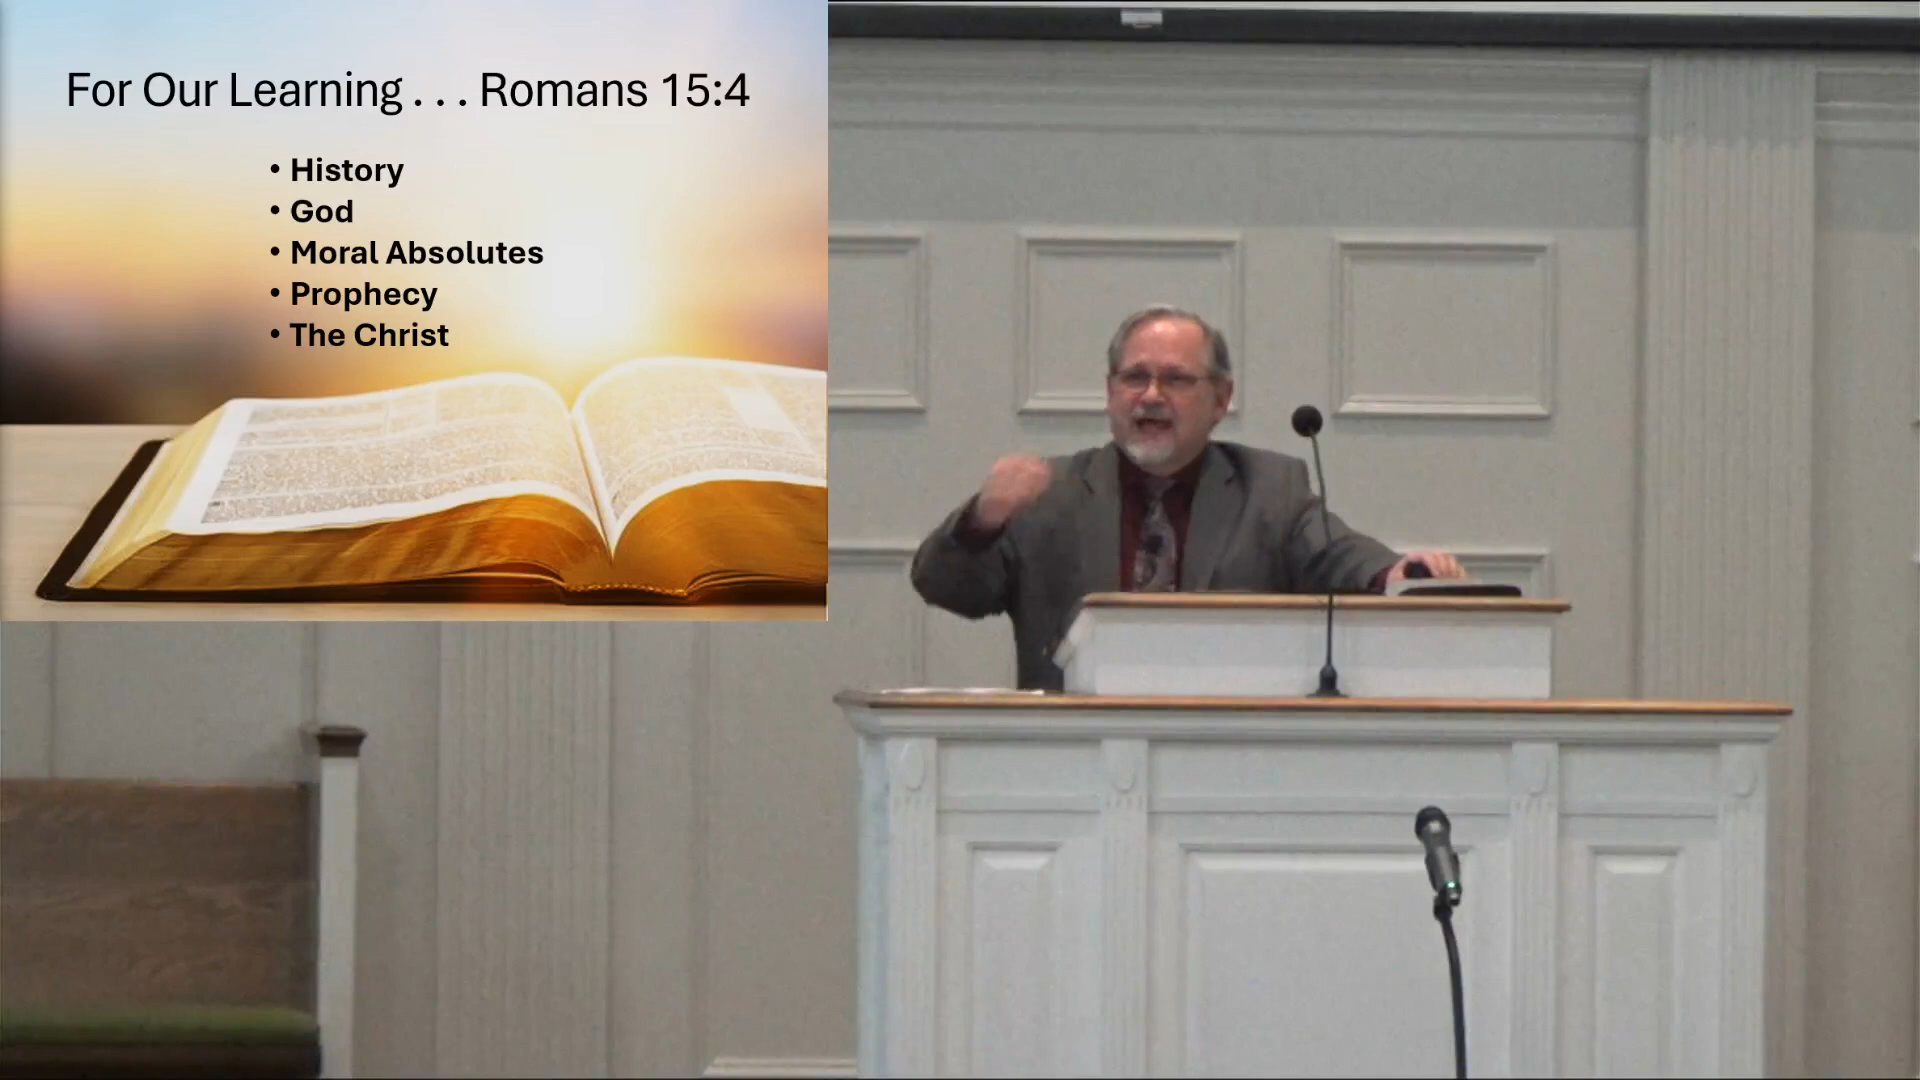 For Our Learning . . . Romans 15:4
• History
• God
• Moral Absolutes
• Prophecy
• The Christ